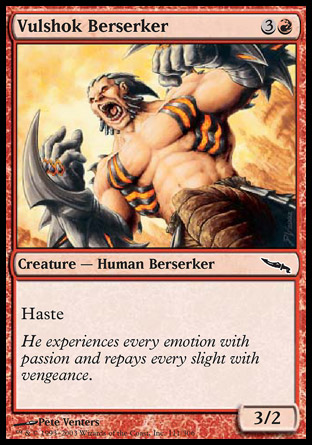 Vulshok Berserker
3
Creature — Human Berserker
Haste
He experiences every emotion with
passion and repays every slight with
vengeance.
Pete Venters
3/2